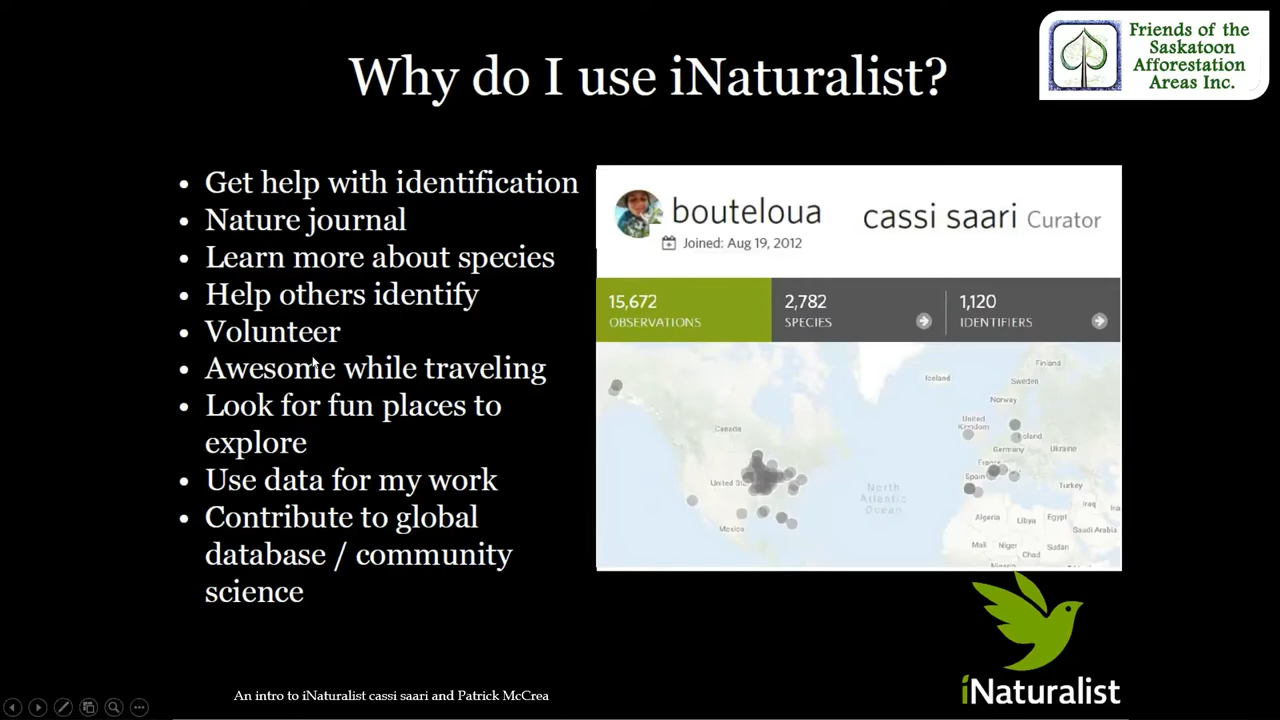 Friends of the
Saskatoon
Afforestation
Areas Inc.
Why do I use iNaturalist?
• Get help with identification
• Nature journal
• Learn more about species
• Help others identify
• Volunteer
• Awesome while traveling
• Look for fun places to
explore
• Use data for my work
• Contribute to global
database / community
science
bouteloua
cassi saari Curator
Joined: Aug 19, 2012
15,672
OBSERVATIONS
2,782
SPECIES
1,120
IDENTIFIERS
Finland
Iceland
Sweden
Norway
United
Kingdom
Canada
Germany
Ukraine
France
Spain
Turkey
North
Atlantic
Ocean
Iraq
Algeria
Libya
Egypt
Saudi Arabia
Mexico
Mali
Niger
Sudan
Chad
iNaturalist
An intro to iNaturalist cassi saari and Patrick McCrea